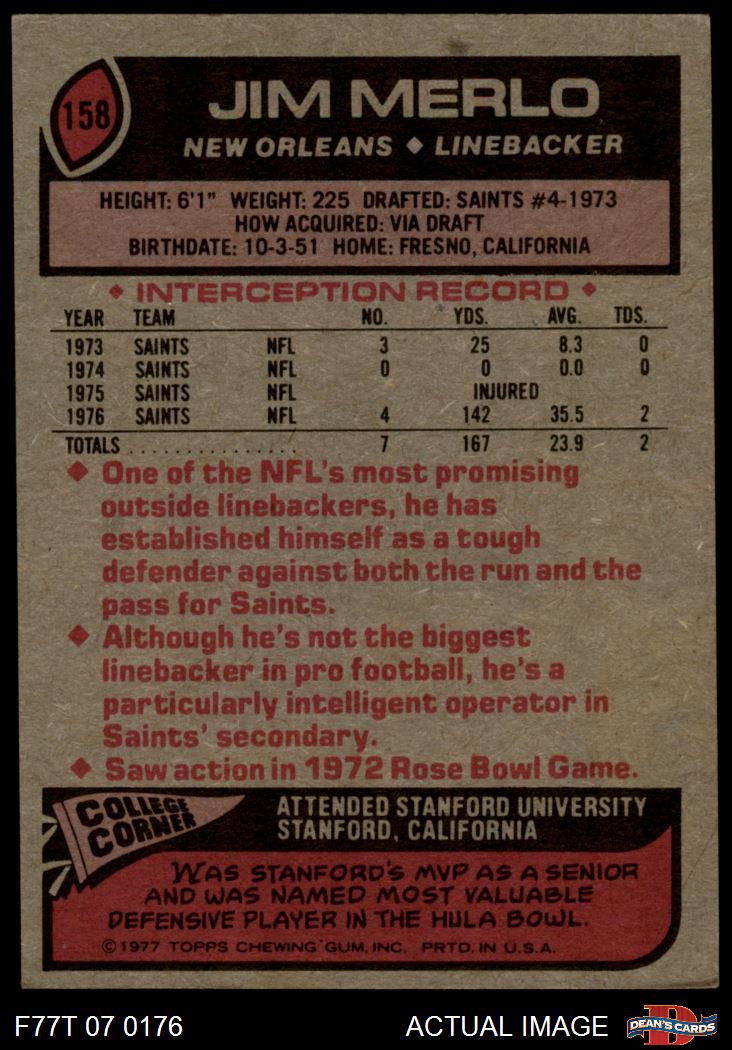 158
JIM MERLO
NEW ORLEANS ♦ LINEBACKER
HEIGHT: 6'1" WEIGHT: 225 DRAFTED: SAINTS #4-1973
HOW ACQUIRED: VIA DRAFT
BIRTHDATE: 10-3-51 HOME: FRESNO, CALIFORNIA
♦ INTERCEPTION RECORD ♦
YEAR TEAM NO. YDS. AVG. TDS.
1973 SAINTS NFL 3 25 8.3 0
1974 SAINTS NFL 0 0 0.0 0
1975 SAINTS NFL INJURED
1976 SAINTS NFL 4 142 35.5 2
TOTALS ................ 7 167 23.9 2
♦ One of the NFL's most promising
outside linebackers, he has
established himself as a tough
defender against both the run and the
pass for Saints.
♦ Although he's not the biggest
linebacker in pro football, he's a
particularly intelligent operator in
Saints' secondary.
♦ Saw action in 1972 Rose Bowl Game.
COLLEGE
CORNER
ATTENDED STANFORD UNIVERSITY
STANFORD, CALIFORNIA
WAS STANFORD'S MVP AS A SENIOR
AND WAS NAMED MOST VALUABLE
DEFENSIVE PLAYER IN THE HULA BOWL.
©1977 TOPPS CHEWING GUM, INC. PRTD. IN U.S.A.
F77T 07 0176 ACTUAL IMAGE
D
DEAN'S CARDS